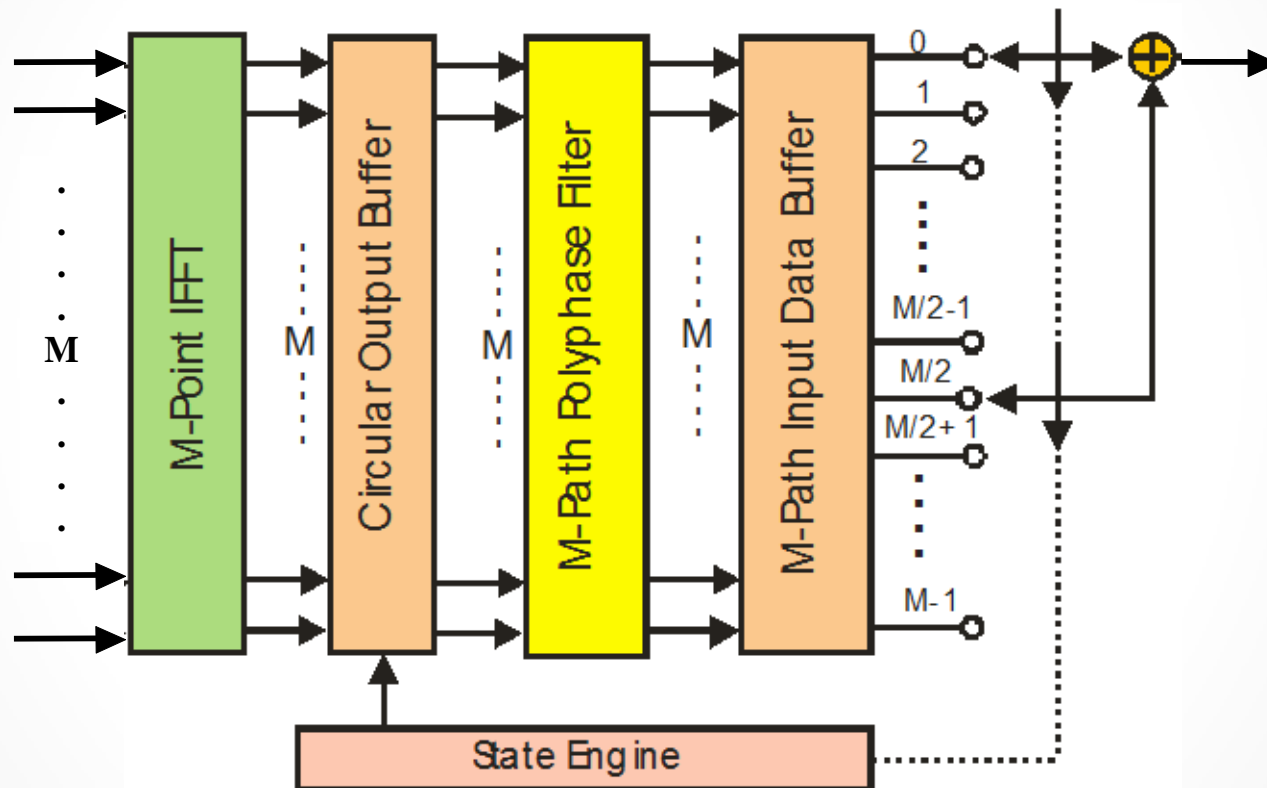 M
M-Point IFFT
M
Circular Output Buffer
M
M-Path Polyphase Filter
M
M-Path Input Data Buffer
0
1
2
M/2-1
M/2
M/2+1
M-1
State Engine